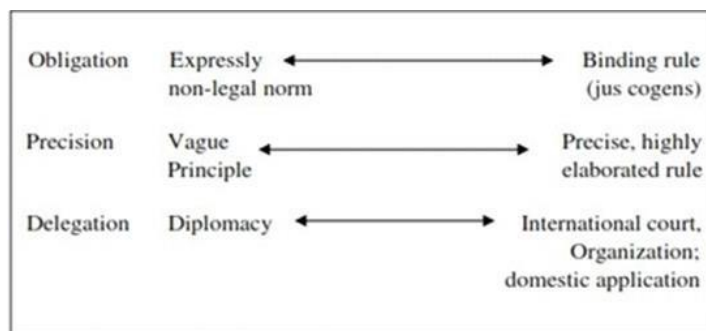 Obligation Expressly Binding rule
non-legal norm (jus cogens)
Precision Vague Precise, highly
Principle elaborated rule
Delegation Diplomacy International court,
Organization;
domestic application